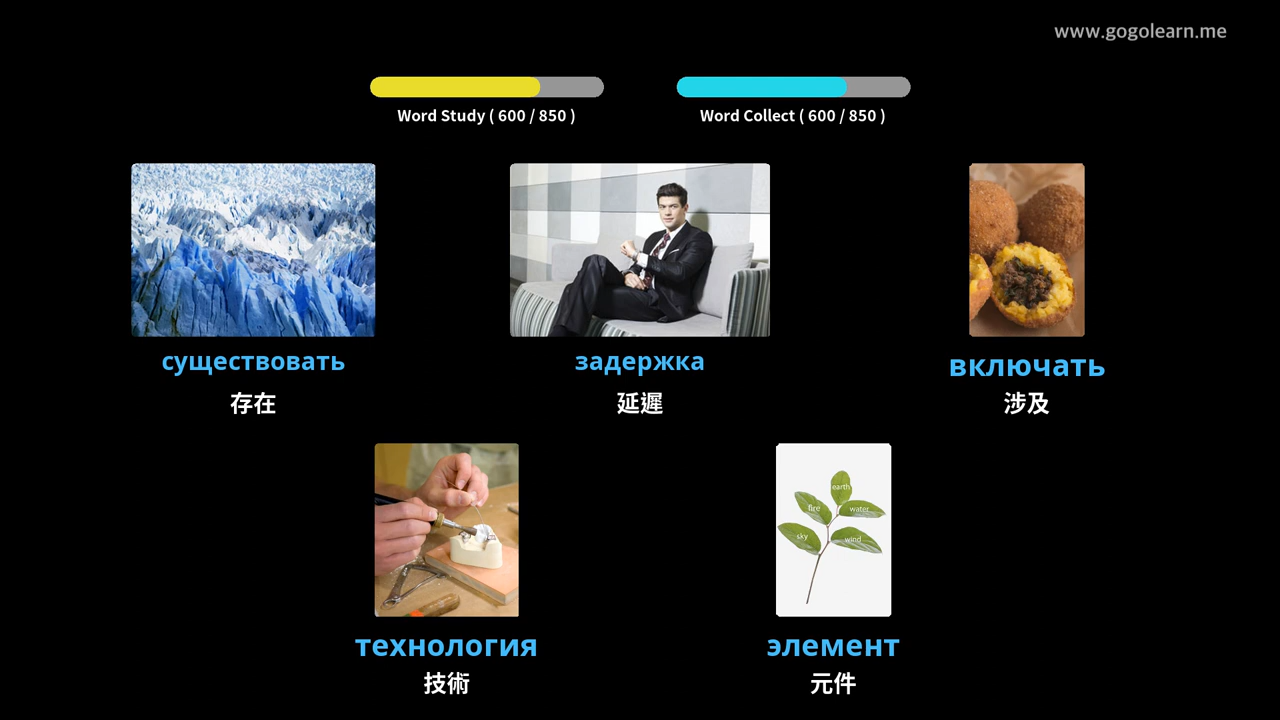 www.gogolearn.me
Word Study ( 600 / 850 )
Word Collect ( 600 / 850 )
существовать
存在
задержка
延遲
включать
涉及
earth
fire
water
sky
wind
технология
技術
элемент
元件